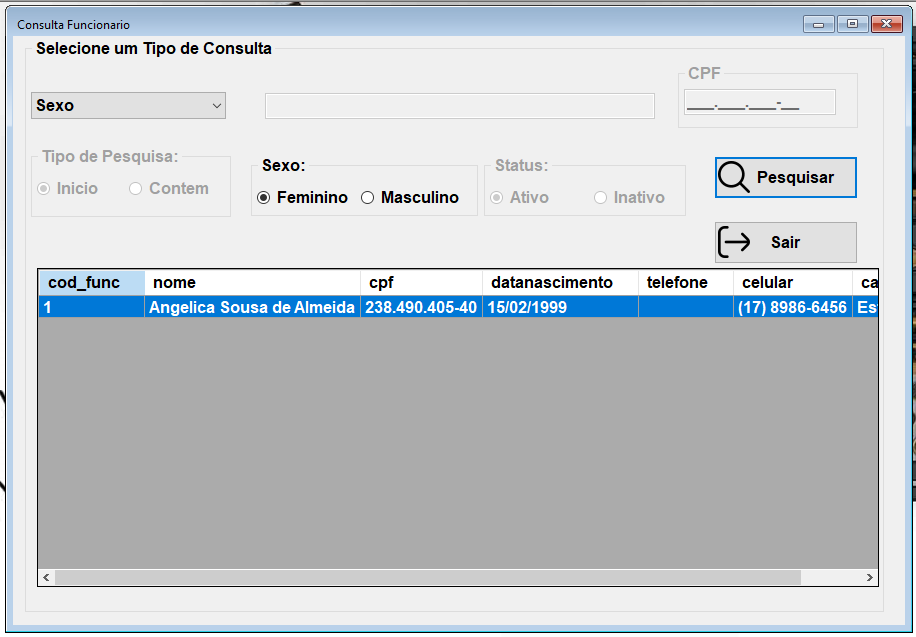 Consulta Funcionario
Selecione um Tipo de Consulta
CPF
Sexo
___.___.___-__
Tipo de Pesquisa:
Sexo:
Status:
Inicio Contem
Feminino Masculino
Ativo Inativo
Pesquisar
Sair
cod_func nome cpf datanascimento telefone celular ca
1 Angelica Sousa de Almeida 238.490.405-40 15/02/1999 (17) 8986-6456 Es